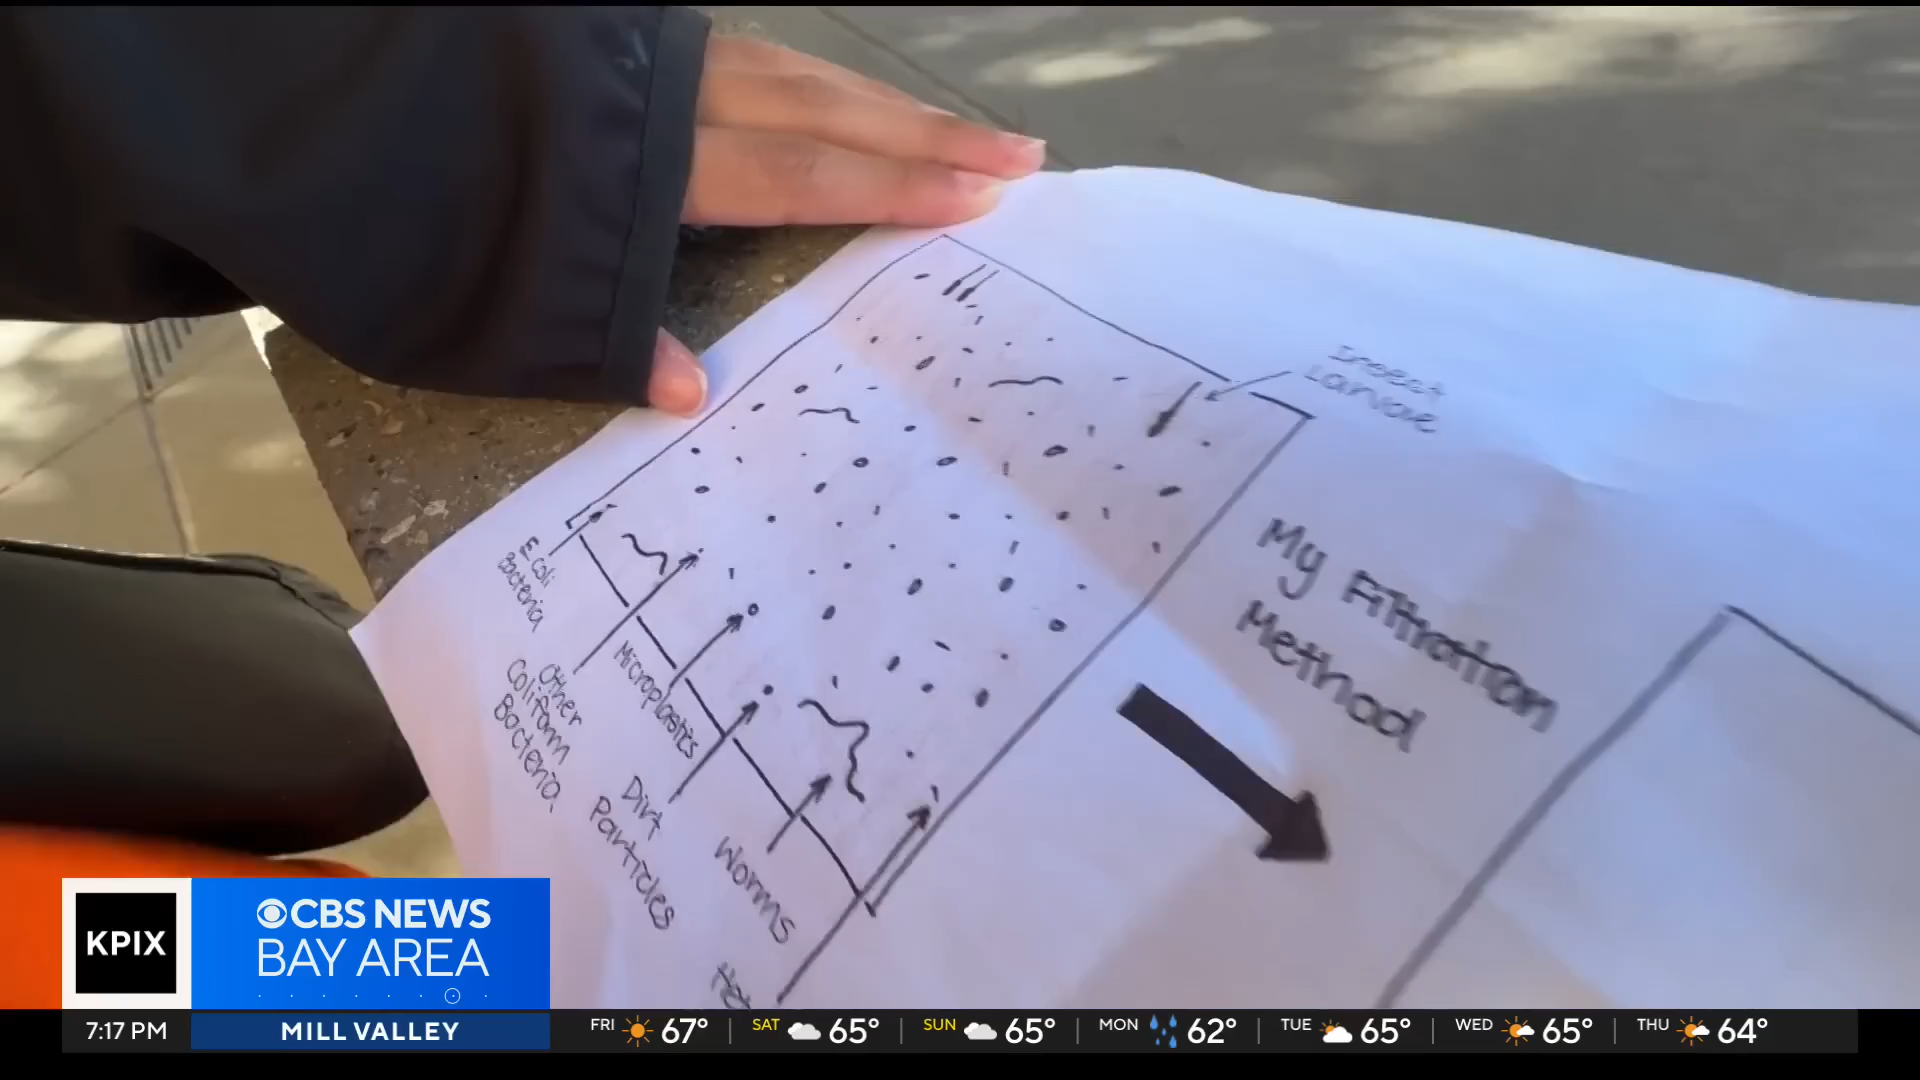 Insect
Larvae
My Filtration
Method
E.Coli
Bacteria
Other
Coliform
Bacteria
Microplastics
Dirt
Particles
Worms
KPIX
CBS NEWS
BAY AREA
7:17 PM
MILL VALLEY
FRI 67° | SAT 65° | SUN 65° | MON 62° | TUE 65° | WED 65° | THU 64°